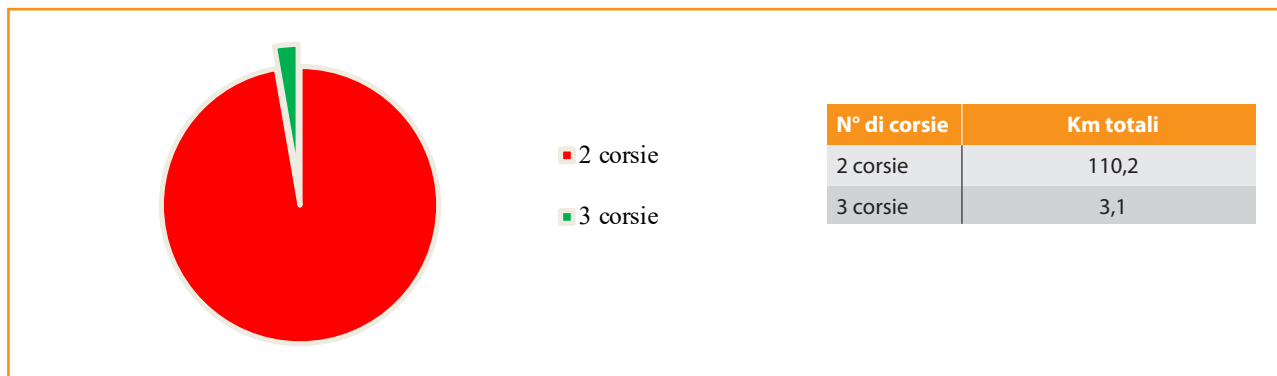 2 corsie
3 corsie
N° di corsie Km totali
2 corsie 110,2
3 corsie 3,1